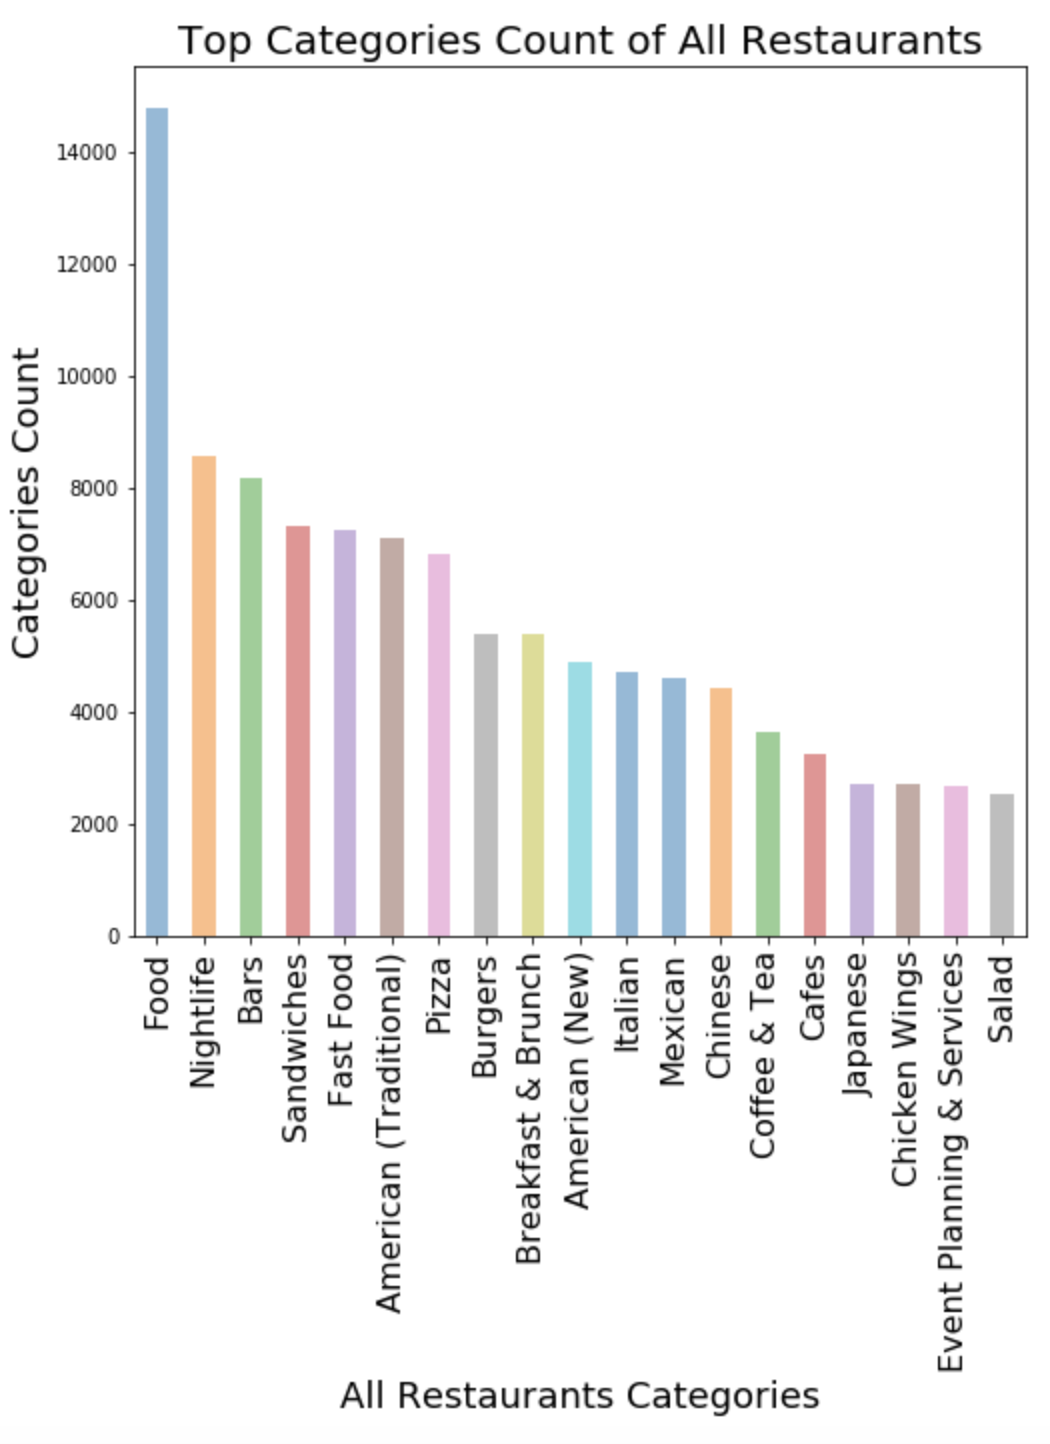 Top Categories Count of All Restaurants
Categories Count
14000
12000
10000
8000
6000
4000
2000
0
Food
Nightlife
Bars
Sandwiches
Fast Food
American (Traditional)
Pizza
Burgers
Breakfast & Brunch
American (New)
Italian
Mexican
Chinese
Coffee & Tea
Cafes
Japanese
Chicken Wings
Event Planning & Services
Salad
All Restaurants Categories